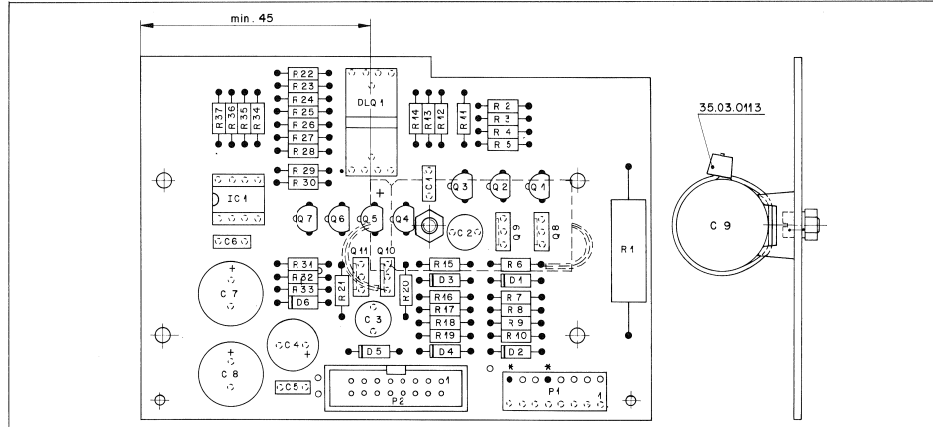 min. 45
R22
R23
R24
R25
R26
R27
R28
R29
R30
R37
R36
R35
R34
DLQ1
R14
R13
R12
R11
R2
R3
R4
R5
35.03.0113
IC1
C6
Q7
Q6
Q5
Q4
+
C1
Q3
Q2
Q1
C2
Q9
Q8
R1
C9
+
C7
R31
R32
R33
D6
R21
Q11
Q10
R20
C3
R15
D3
R16
R17
R18
R19
D4
R6
D1
R7
R8
R9
R10
D2
C4
+
D5
+
C8
C5
1
P2
*
*
P1
1